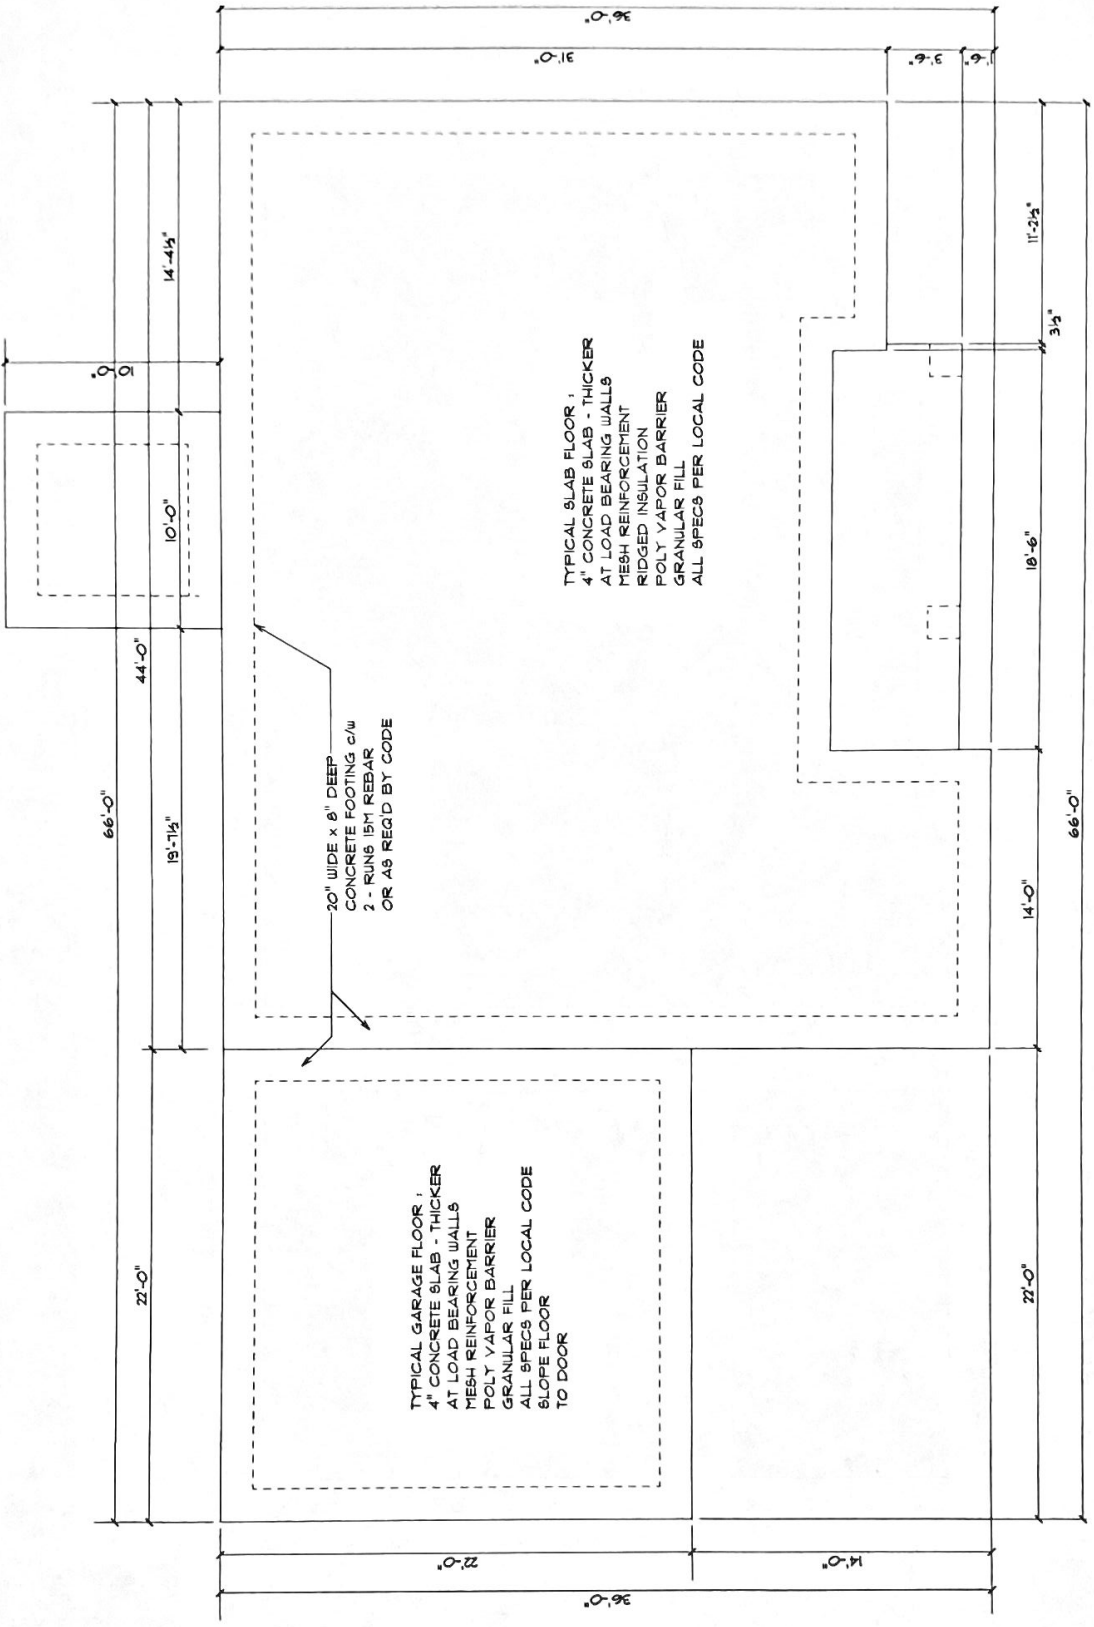 36'-0"
31'-0"
3'-6"
1'-6"
66'-0"
44'-0"
14'-4½"
10'-0"
10'-0"
19'-7½"
22'-0"
11'-2½"
3½"
18'-6"
14'-0"
22'-0"
66'-0"
TYPICAL SLAB FLOOR :
4" CONCRETE SLAB - THICKER
AT LOAD BEARING WALLS
MESH REINFORCEMENT
RIDGED INSULATION
POLY VAPOR BARRIER
GRANULAR FILL
ALL SPECS PER LOCAL CODE
20" WIDE x 8" DEEP
CONCRETE FOOTING c/w
2 - RUNS 15M REBAR
OR AS REQ'D BY CODE
TYPICAL GARAGE FLOOR :
4" CONCRETE SLAB - THICKER
AT LOAD BEARING WALLS
MESH REINFORCEMENT
POLY VAPOR BARRIER
GRANULAR FILL
ALL SPECS PER LOCAL CODE
SLOPE FLOOR
TO DOOR
22'-0"
14'-0"
36'-0"